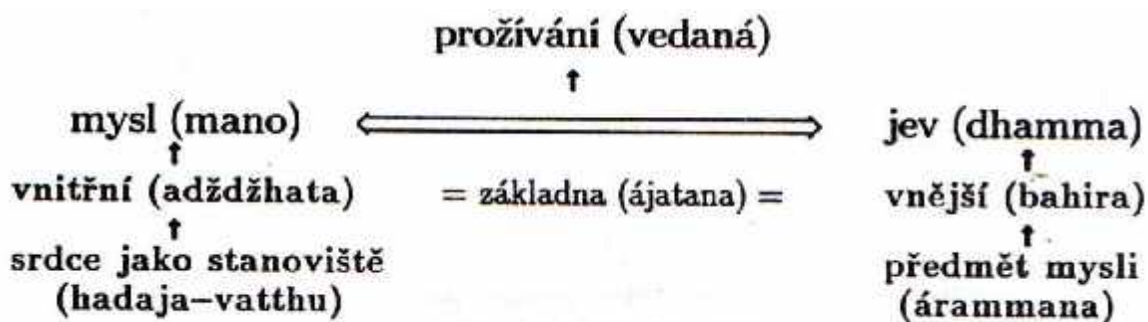 prožívání (vedaná)
mysl (mano) jev (dhamma)
vnitřní (adždžhata) = základna (ájatana) = vnější (bahira)
srdce jako stanoviště předmět mysli
(hadaja–vatthu) (árammana)